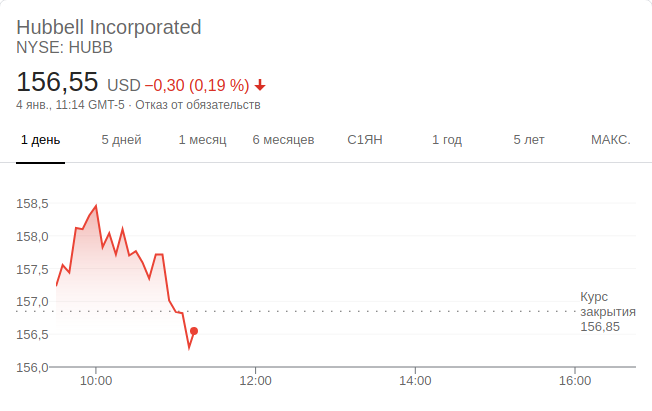 Hubbell Incorporated
NYSE: HUBB
156,55 USD −0,30 (0,19 %)
4 янв., 11:14 GMT-5 · Отказ от обязательств
1 день 5 дней 1 месяц 6 месяцев С1ЯН 1 год 5 лет МАКС.
158,5
158,0
157,5
157,0
156,5
156,0
Курс
закрытия
156,85
10:00 12:00 14:00 16:00